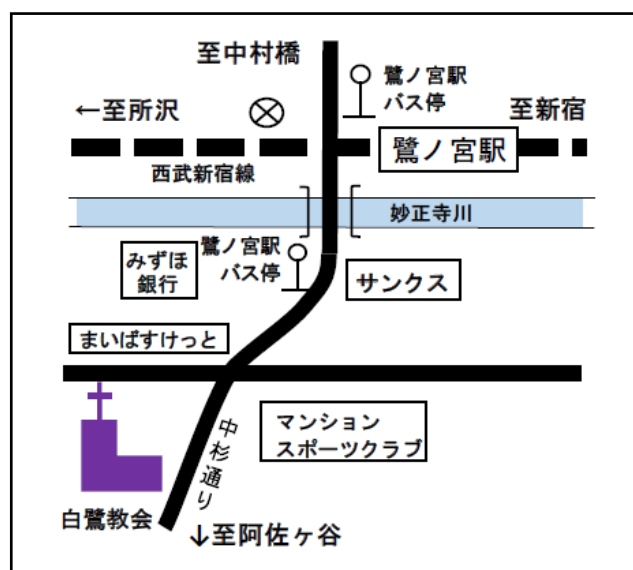 至中村橋
鷺ノ宮駅
バス停
←至所沢
至新宿
鷺ノ宮駅
西武新宿線
妙正寺川
鷺ノ宮駅
バス停
みずほ
銀行
サンクス
まいばすけっと
マンション
スポーツクラブ
中杉通り
白鷺教会
↓至阿佐ヶ谷